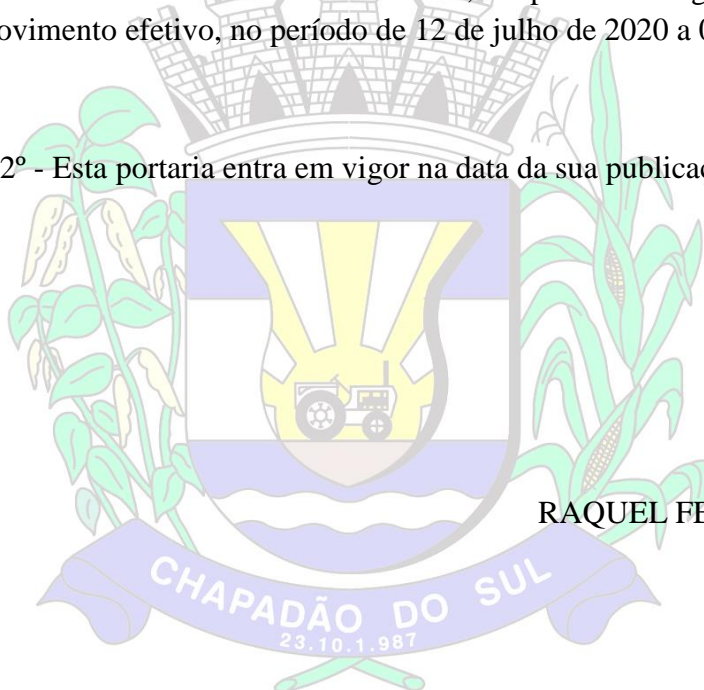 ovimento efetivo, no período de 12 de julho de 2020 a
2º - Esta portaria entra em vigor na data da sua publicaç
RAQUEL FE
CHAPADÃO DO SUL
23.10.1.987